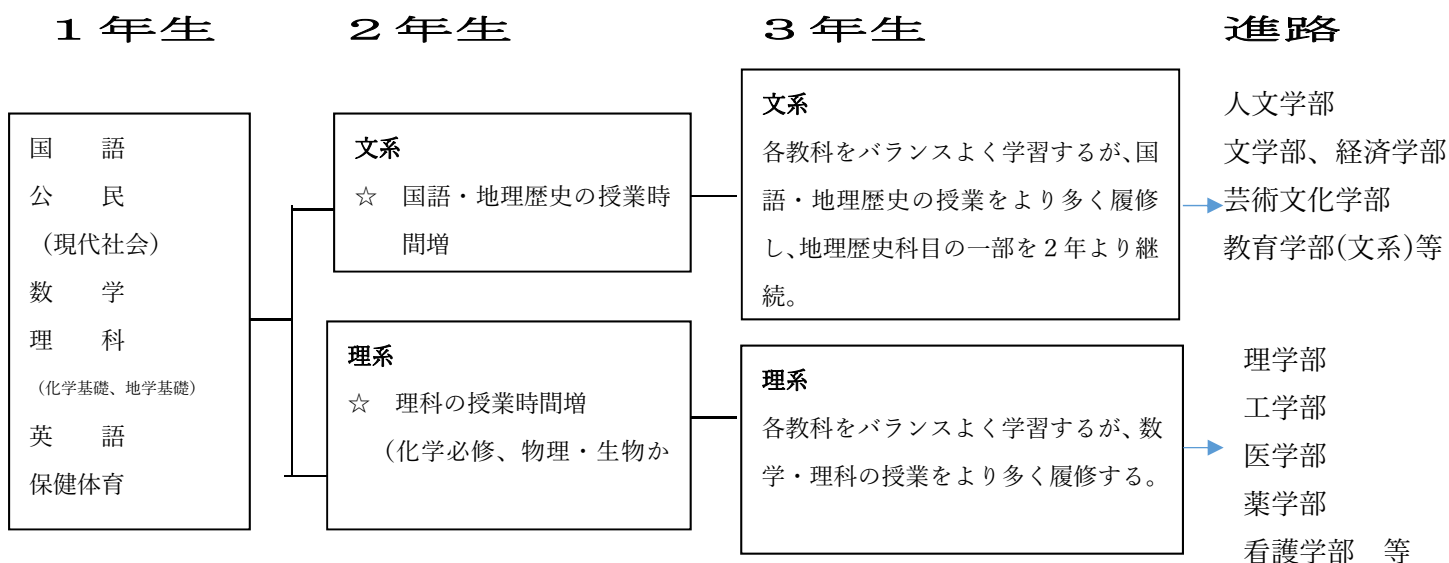 １年生
２年生
３年生
進路
国　　語
公　　民
（現代社会）
数　　学
理　　科
（化学基礎、地学基礎）
英　　語
保健体育
文系
☆　国語・地理歴史の授業時
間増
理系
☆　理科の授業時間増
（化学必修、物理・生物か
文系
各教科をバランスよく学習するが、国
語・地理歴史の授業をより多く履修
し、地理歴史科目の一部を２年より継
続。
理系
各教科をバランスよく学習するが、数
学・理科の授業をより多く履修する。
人文学部
文学部、経済学部
芸術文化学部
教育学部(文系)等
理学部
工学部
医学部
薬学部
看護学部　等